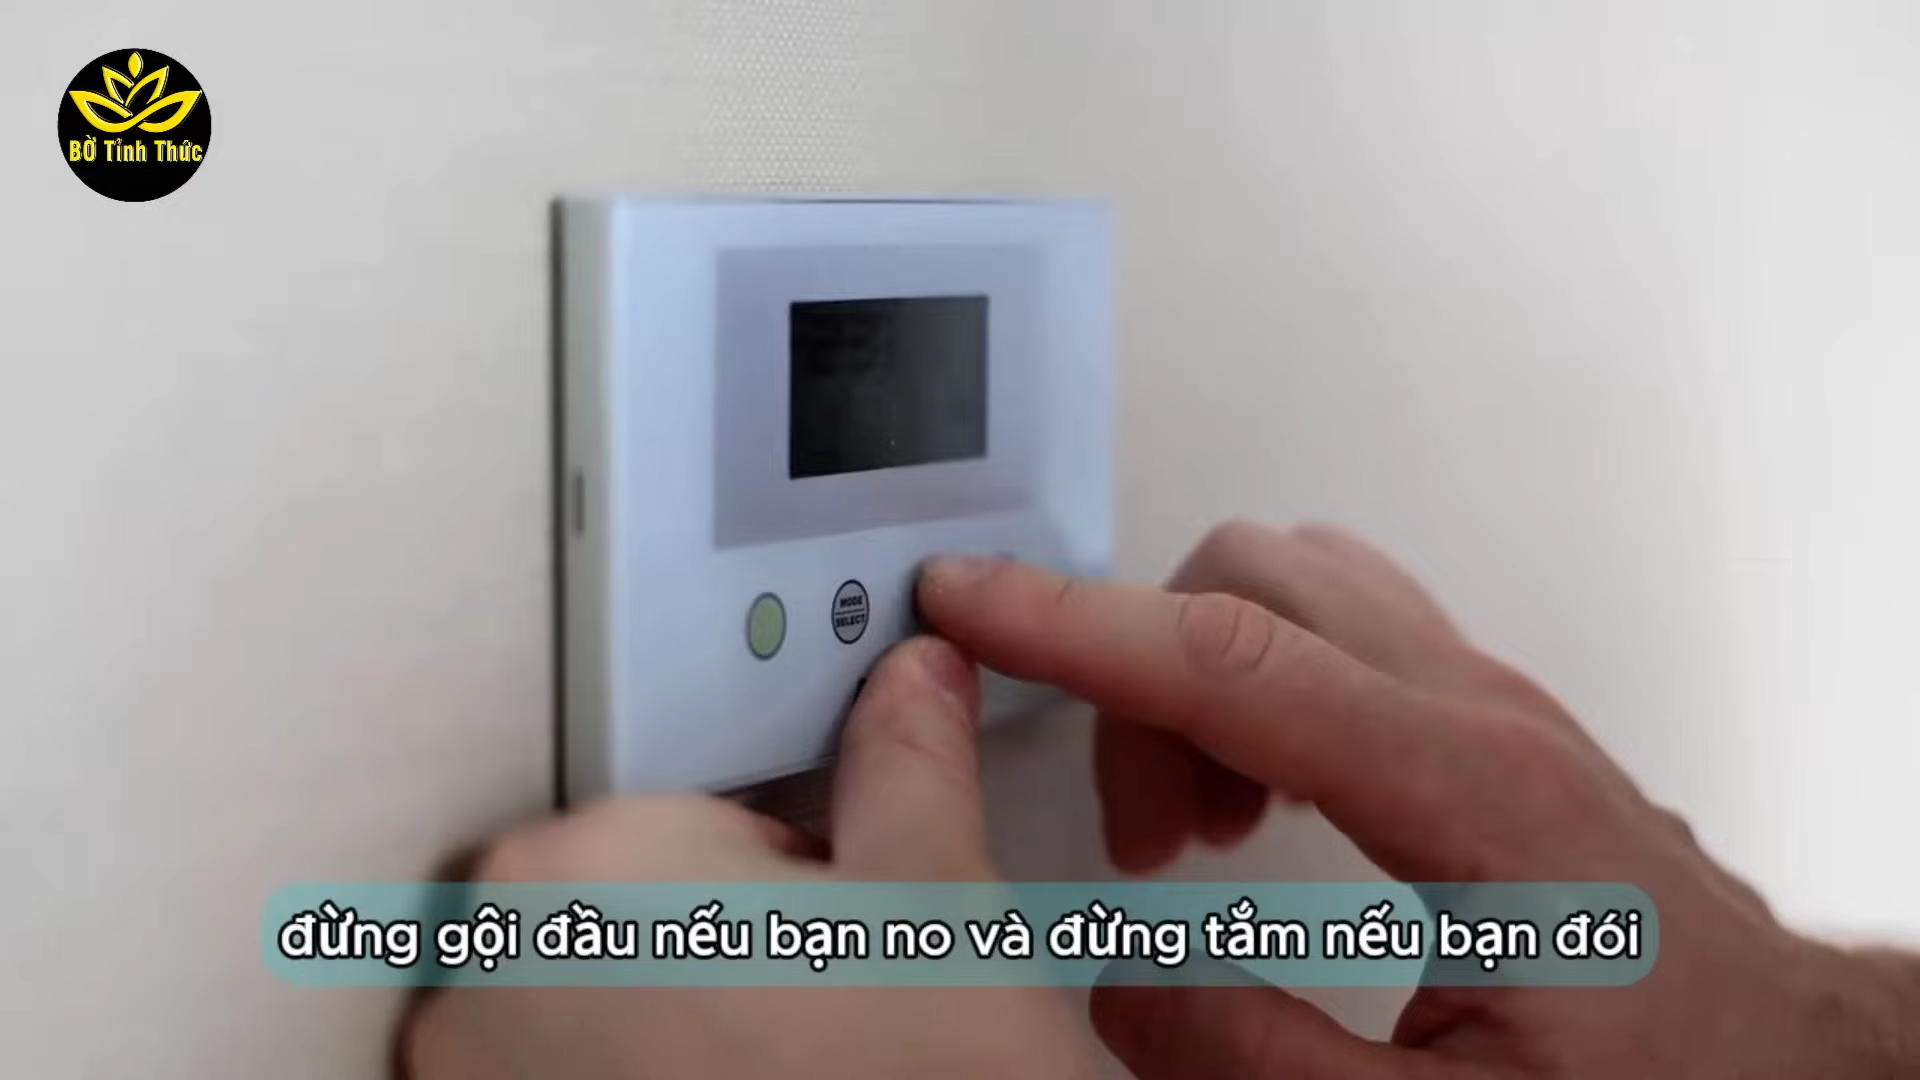 BỜ Tỉnh Thức
MODE
SELECT
đừng gội đầu nếu bạn no và đừng tắm nếu bạn đói